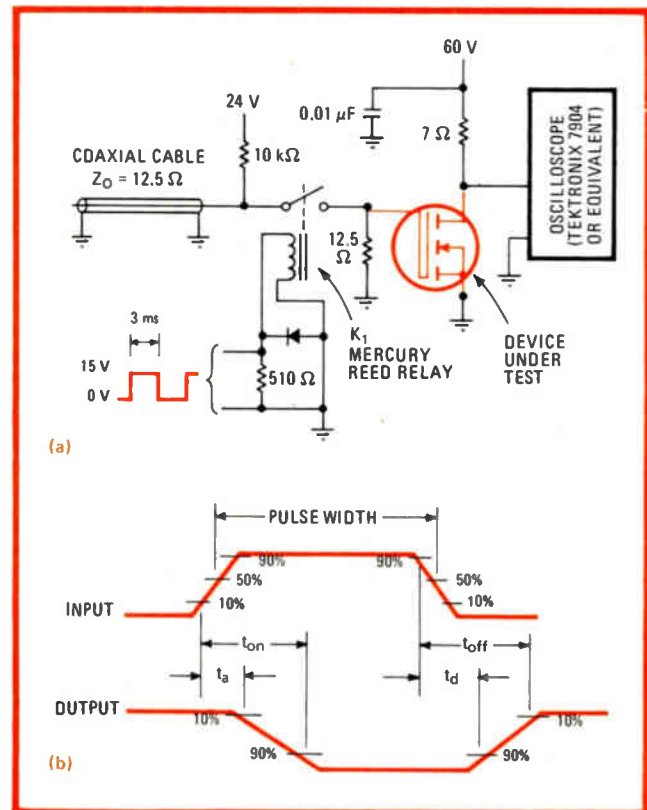 60 V
24 V
0.01 µF
7 Ω
10 kΩ
CDAXIAL CABLE
Z₀ = 12.5 Ω
OSCILLOSCOPE
(TEKTRONIX 7904
OR EQUIVALENT)
12.5
Ω
3 ms
K₁
MERCURY
REED RELAY
DEVICE
UNDER
TEST
15 V
0 V
510 Ω
(a)
PULSE WIDTH
90%
90%
50%
50%
10%
10%
INPUT
ton
toff
ta
td
DUTPUT
10%
10%
90%
90%
(b)